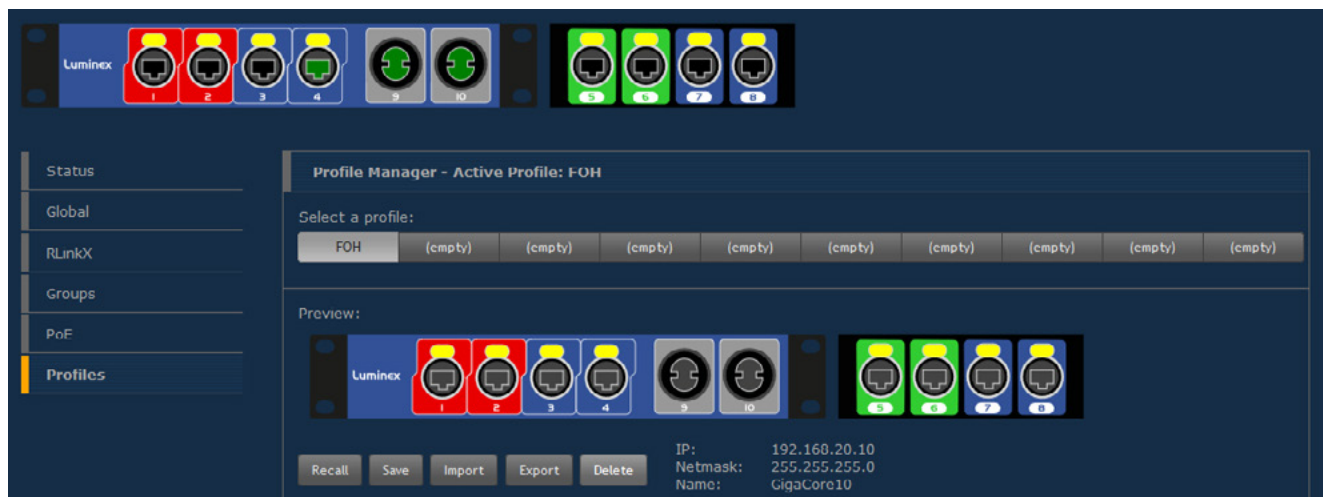 Luminex
1 2 3 4 9 10 5 6 7 8
Status
Global
RLinkX
Groups
PoE
Profiles
Profile Manager - Active Profile: FOH
Select a profile:
FOH (empty) (empty) (empty) (empty) (empty) (empty) (empty) (empty) (empty)
Preview:
Luminex
1 2 3 4 9 10 5 6 7 8
Recall Save Import Export Delete
IP: 192.168.20.10
Netmask: 255.255.255.0
Name: GigaCore10